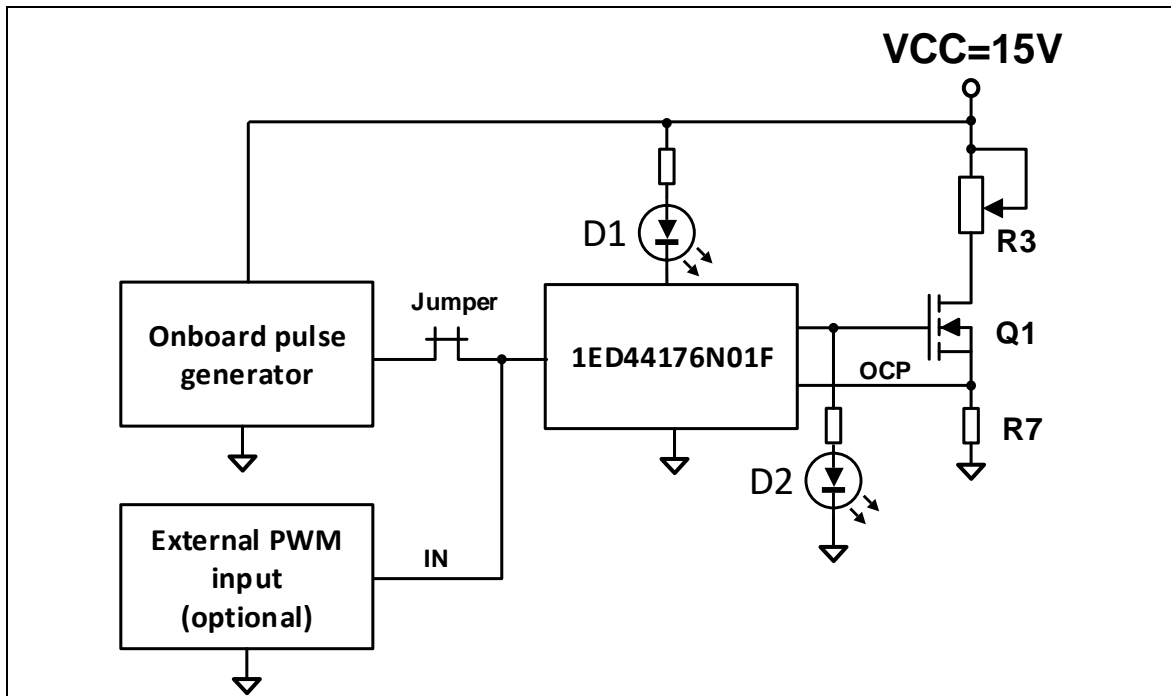 VCC=15V
D1
R3
Jumper
Onboard pulse
generator
1ED44176N01F
Q1
OCP
R7
D2
External PWM
input
(optional)
IN